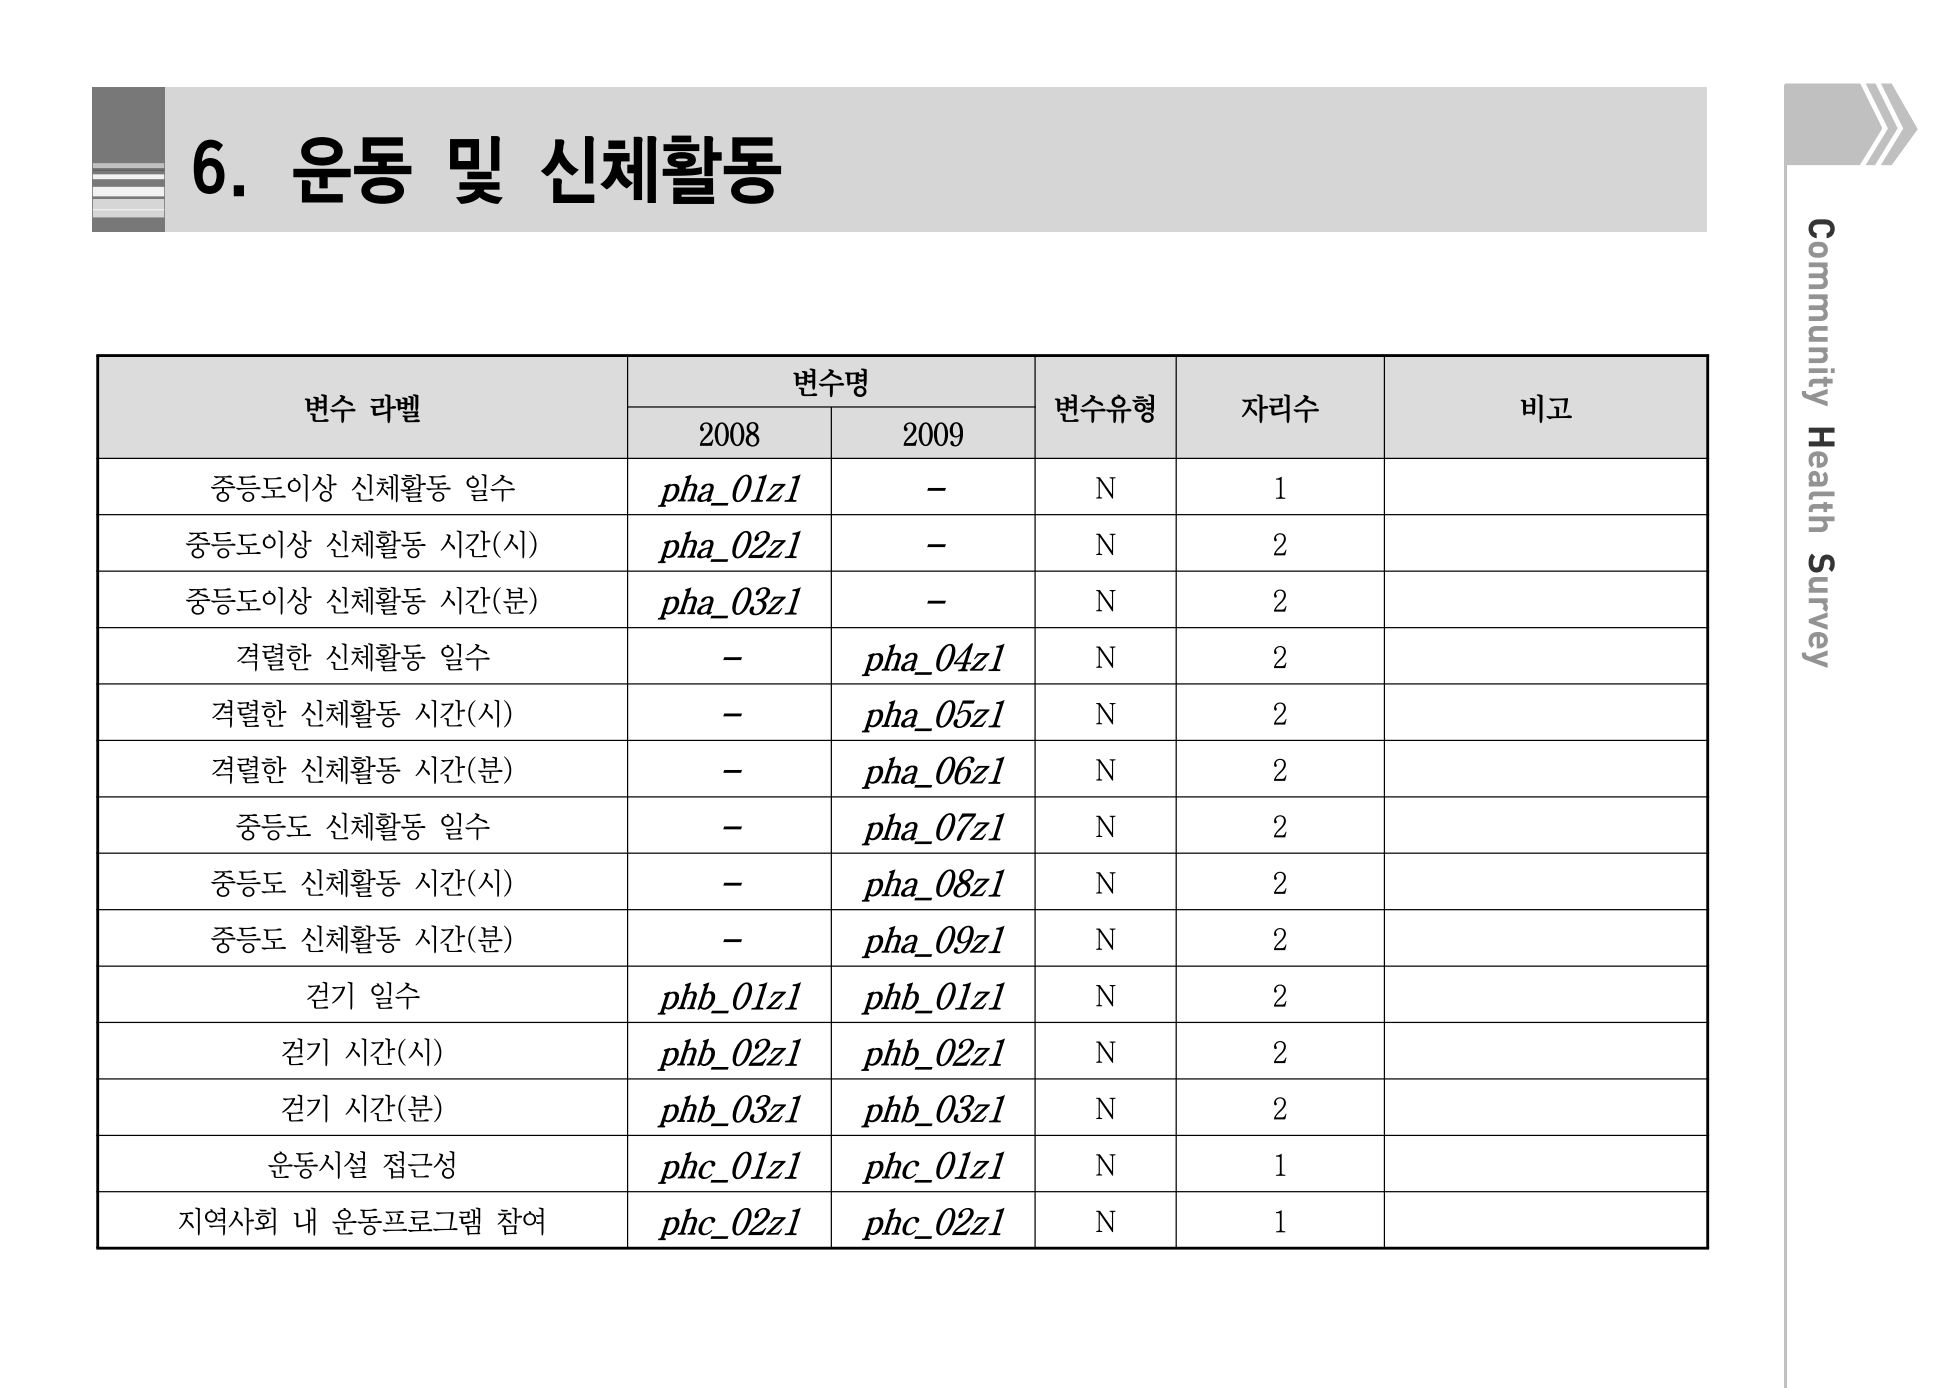 6. 운동 및 신체활동
변수 라벨 변수명 변수유형 자리수 비고
2008 2009
중등도이상 신체활동 일수 pha_01z1 - N 1
중등도이상 신체활동 시간(시) pha_02z1 - N 2
중등도이상 신체활동 시간(분) pha_03z1 - N 2
격렬한 신체활동 일수 - pha_04z1 N 2
격렬한 신체활동 시간(시) - pha_05z1 N 2
격렬한 신체활동 시간(분) - pha_06z1 N 2
중등도 신체활동 일수 - pha_07z1 N 2
중등도 신체활동 시간(시) - pha_08z1 N 2
중등도 신체활동 시간(분) - pha_09z1 N 2
걷기 일수 phb_01z1 phb_01z1 N 2
걷기 시간(시) phb_02z1 phb_02z1 N 2
걷기 시간(분) phb_03z1 phb_03z1 N 2
운동시설 접근성 phc_01z1 phc_01z1 N 1
지역사회 내 운동프로그램 참여 phc_02z1 phc_02z1 N 1
Community Health Survey